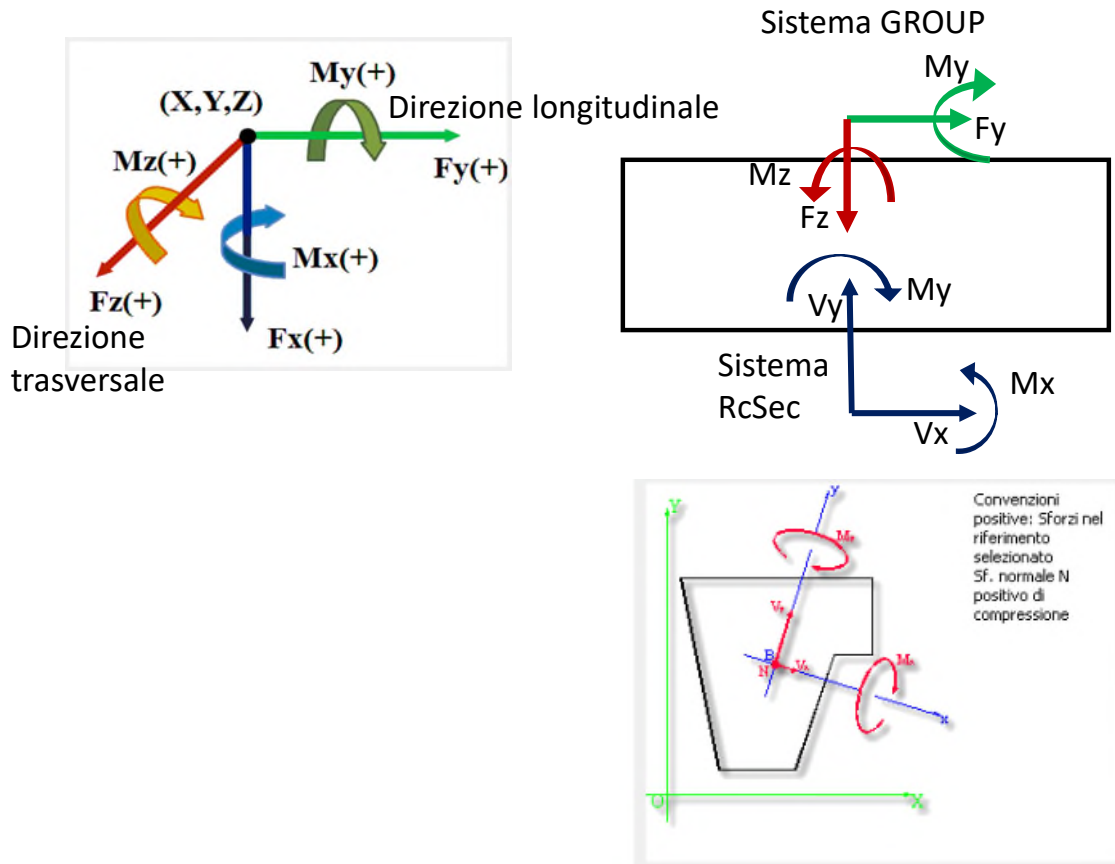 Sistema GROUP
My(+)
(X,Y,Z)
Direzione longitudinale
Mz(+)
Fy(+)
Mx(+)
Fz(+)
Fx(+)
Direzione
trasversale
My
Fy
Mz
Fz
My
Vy
Sistema
RcSec
Mx
Vx
Convenzioni
positive: Sforzi nel
riferimento
selezionato
Sf. normale N
positivo di
compressione
Y
y
B
N
x
O
X